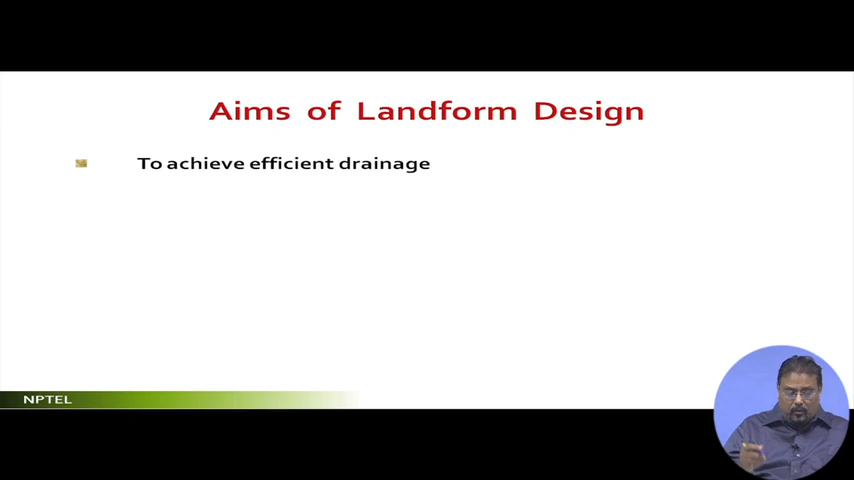 Aims of Landform Design
To achieve efficient drainage
NPTEL